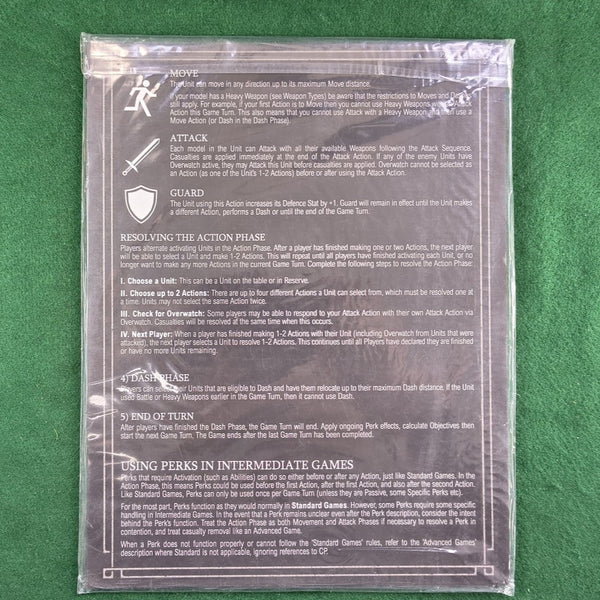 MOVE
The Unit can move in any direction up to its maximum Move distance.
If your model has a Heavy Weapon (see Weapon Types) be aware that the restrictions to Moves and Dashes
still apply. For example, if your first Action is to Move then you cannot use Heavy Weapons with the Attack
Action this Game Turn. This also means that you cannot use Attack with a Heavy Weapon and then use a
Move Action (or Dash in the Dash Phase).
ATTACK
Each model in the Unit can Attack with all their available Weapons following the Attack Sequence.
Casualties are applied immediately at the end of the Attack Action. If any of the enemy Units have
Overwatch active, they may Attack this Unit before casualties are applied. Overwatch cannot be selected
as an Action (as one of the Unit's 1-2 Actions) before or after using the Attack Action.
GUARD
The Unit using this Action increases its Defence Stat by +1. Guard will remain in effect until the Unit makes
a different Action, performs a Dash or until the end of the Game Turn.
RESOLVING THE ACTION PHASE
Players alternate activating Units in the Action Phase. After a player has finished making one or two Actions, the next player
will be able to select a Unit and make 1-2 Actions. This will repeat until all players have finished activating each Unit, or no
longer want to make any more Actions in the current Game Turn. Complete the following steps to resolve the Action Phase:
I. Choose a Unit: This can be a Unit on the table or in Reserve.
II. Choose up to 2 Actions: There are up to four different Actions a Unit can select from, which must be resolved one at
a time. Units may not select the same Action twice.
III. Check for Overwatch: Some players may be able to respond to your Attack Action with their own Attack Action via
Overwatch. Casualties will be resolved at the same time when this occurs.
IV. Next Player: When a player has finished making 1-2 Actions with their Unit (including Overwatch from Units that were
attacked), the next player selects a Unit to resolve 1-2 Actions. This continues until all Players have declared they are finished
or have no more Units remaining.
4) DASH PHASE
Players can select their Units that are eligible to Dash and have them relocate up to their maximum Dash distance. If the Unit
used Battle or Heavy Weapons earlier in the Game Turn, then it cannot use Dash.
5) END OF TURN
After players have finished the Dash Phase, the Game Turn will end. Apply ongoing Perk effects, calculate Objectives then
start the next Game Turn. The Game ends after the last Game Turn has been completed.
USING PERKS IN INTERMEDIATE GAMES
Perks that require Activation (such as Abilities) can do so either before or after any Action, just like Standard Games. In the
Action Phase, this means Perks could be used before the first Action, after the first Action, and also after the second Action.
Like Standard Games, Perks can only be used once per Game Turn (unless they are Passive, some Specific Perks etc).
For the most part, Perks function as they would normally in Standard Games. However, some Perks require some specific
handling in Intermediate Games. In the event that a Perk remains unclear even after the Perk description, consider the intent
behind the Perk's function. Treat the Action Phase as both Movement and Attack Phases if necessary to resolve a Perk in
contention, and treat casualty removal like an Advanced Game.
When a Perk does not function properly or cannot follow the 'Standard Games' rules, refer to the 'Advanced Games'
description where Standard is not applicable, ignoring references to CP.